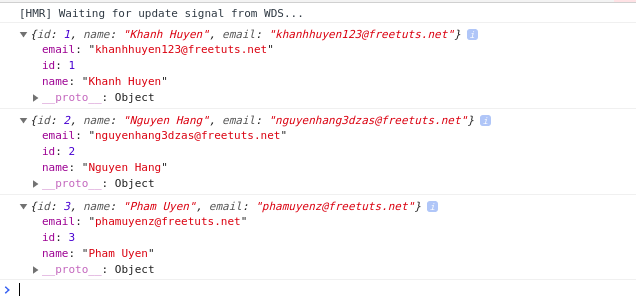 [HMR] Waiting for update signal from WDS...
{id: 1, name: "Khanh Huyen", email: "khanhhuyen123@freetuts.net"} i
email: "khanhhuyen123@freetuts.net"
id: 1
name: "Khanh Huyen"
__proto__: Object
{id: 2, name: "Nguyen Hang", email: "nguyenhang3dzas@freetuts.net"} i
email: "nguyenhang3dzas@freetuts.net"
id: 2
name: "Nguyen Hang"
__proto__: Object
{id: 3, name: "Pham Uyen", email: "phamuyenz@freetuts.net"} i
email: "phamuyenz@freetuts.net"
id: 3
name: "Pham Uyen"
__proto__: Object